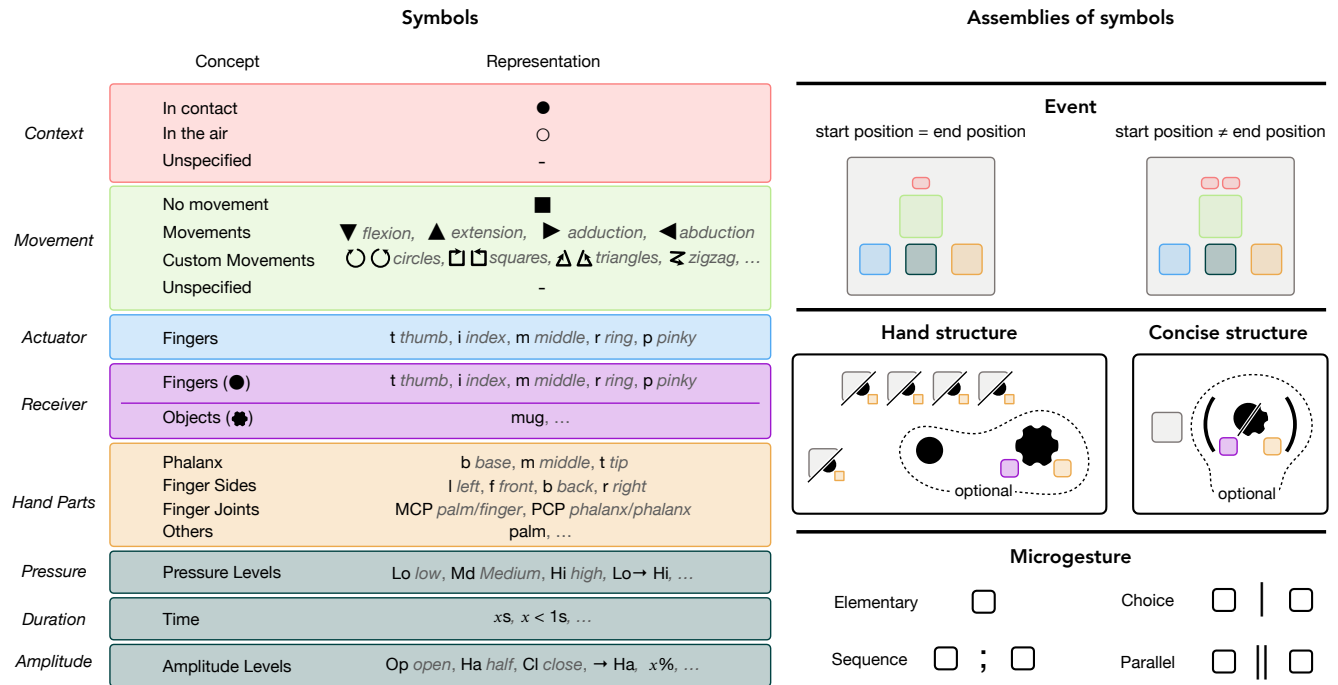 Symbols
Concept Representation
Context
In contact ●
In the air ○
Unspecified -
Movement
No movement ■
Movements ▼ flexion, ▲ extension, ► adduction, ◄ abduction
Custom Movements circles, squares, triangles, zigzag, …
Unspecified -
Actuator
Fingers t thumb, i index, m middle, r ring, p pinky
Receiver
Fingers (●) t thumb, i index, m middle, r ring, p pinky
Objects ( ) mug, …
Hand Parts
Phalanx b base, m middle, t tip
Finger Sides l left, f front, b back, r right
Finger Joints MCP palm/finger, PCP phalanx/phalanx
Others palm, …
Pressure
Pressure Levels Lo low, Md Medium, Hi high, Lo→ Hi, …
Duration
Time xs, x < 1s, …
Amplitude
Amplitude Levels Op open, Ha half, Cl close, → Ha, x%, …
Assemblies of symbols
Event
start position = end position
start position ≠ end position
Hand structure
optional
Concise structure
( )
optional
Microgesture
Elementary
Choice |
Sequence ;
Parallel ||